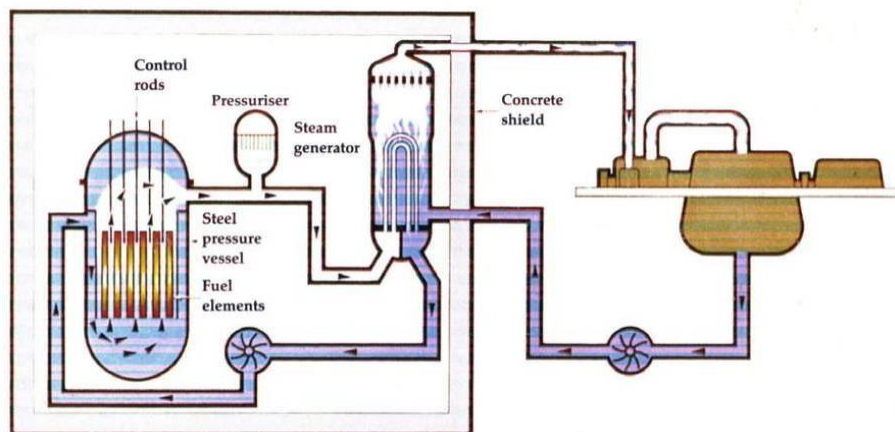 Control
rods
Pressuriser
Steam
generator
Concrete
shield
Steel
pressure
vessel
Fuel
elements